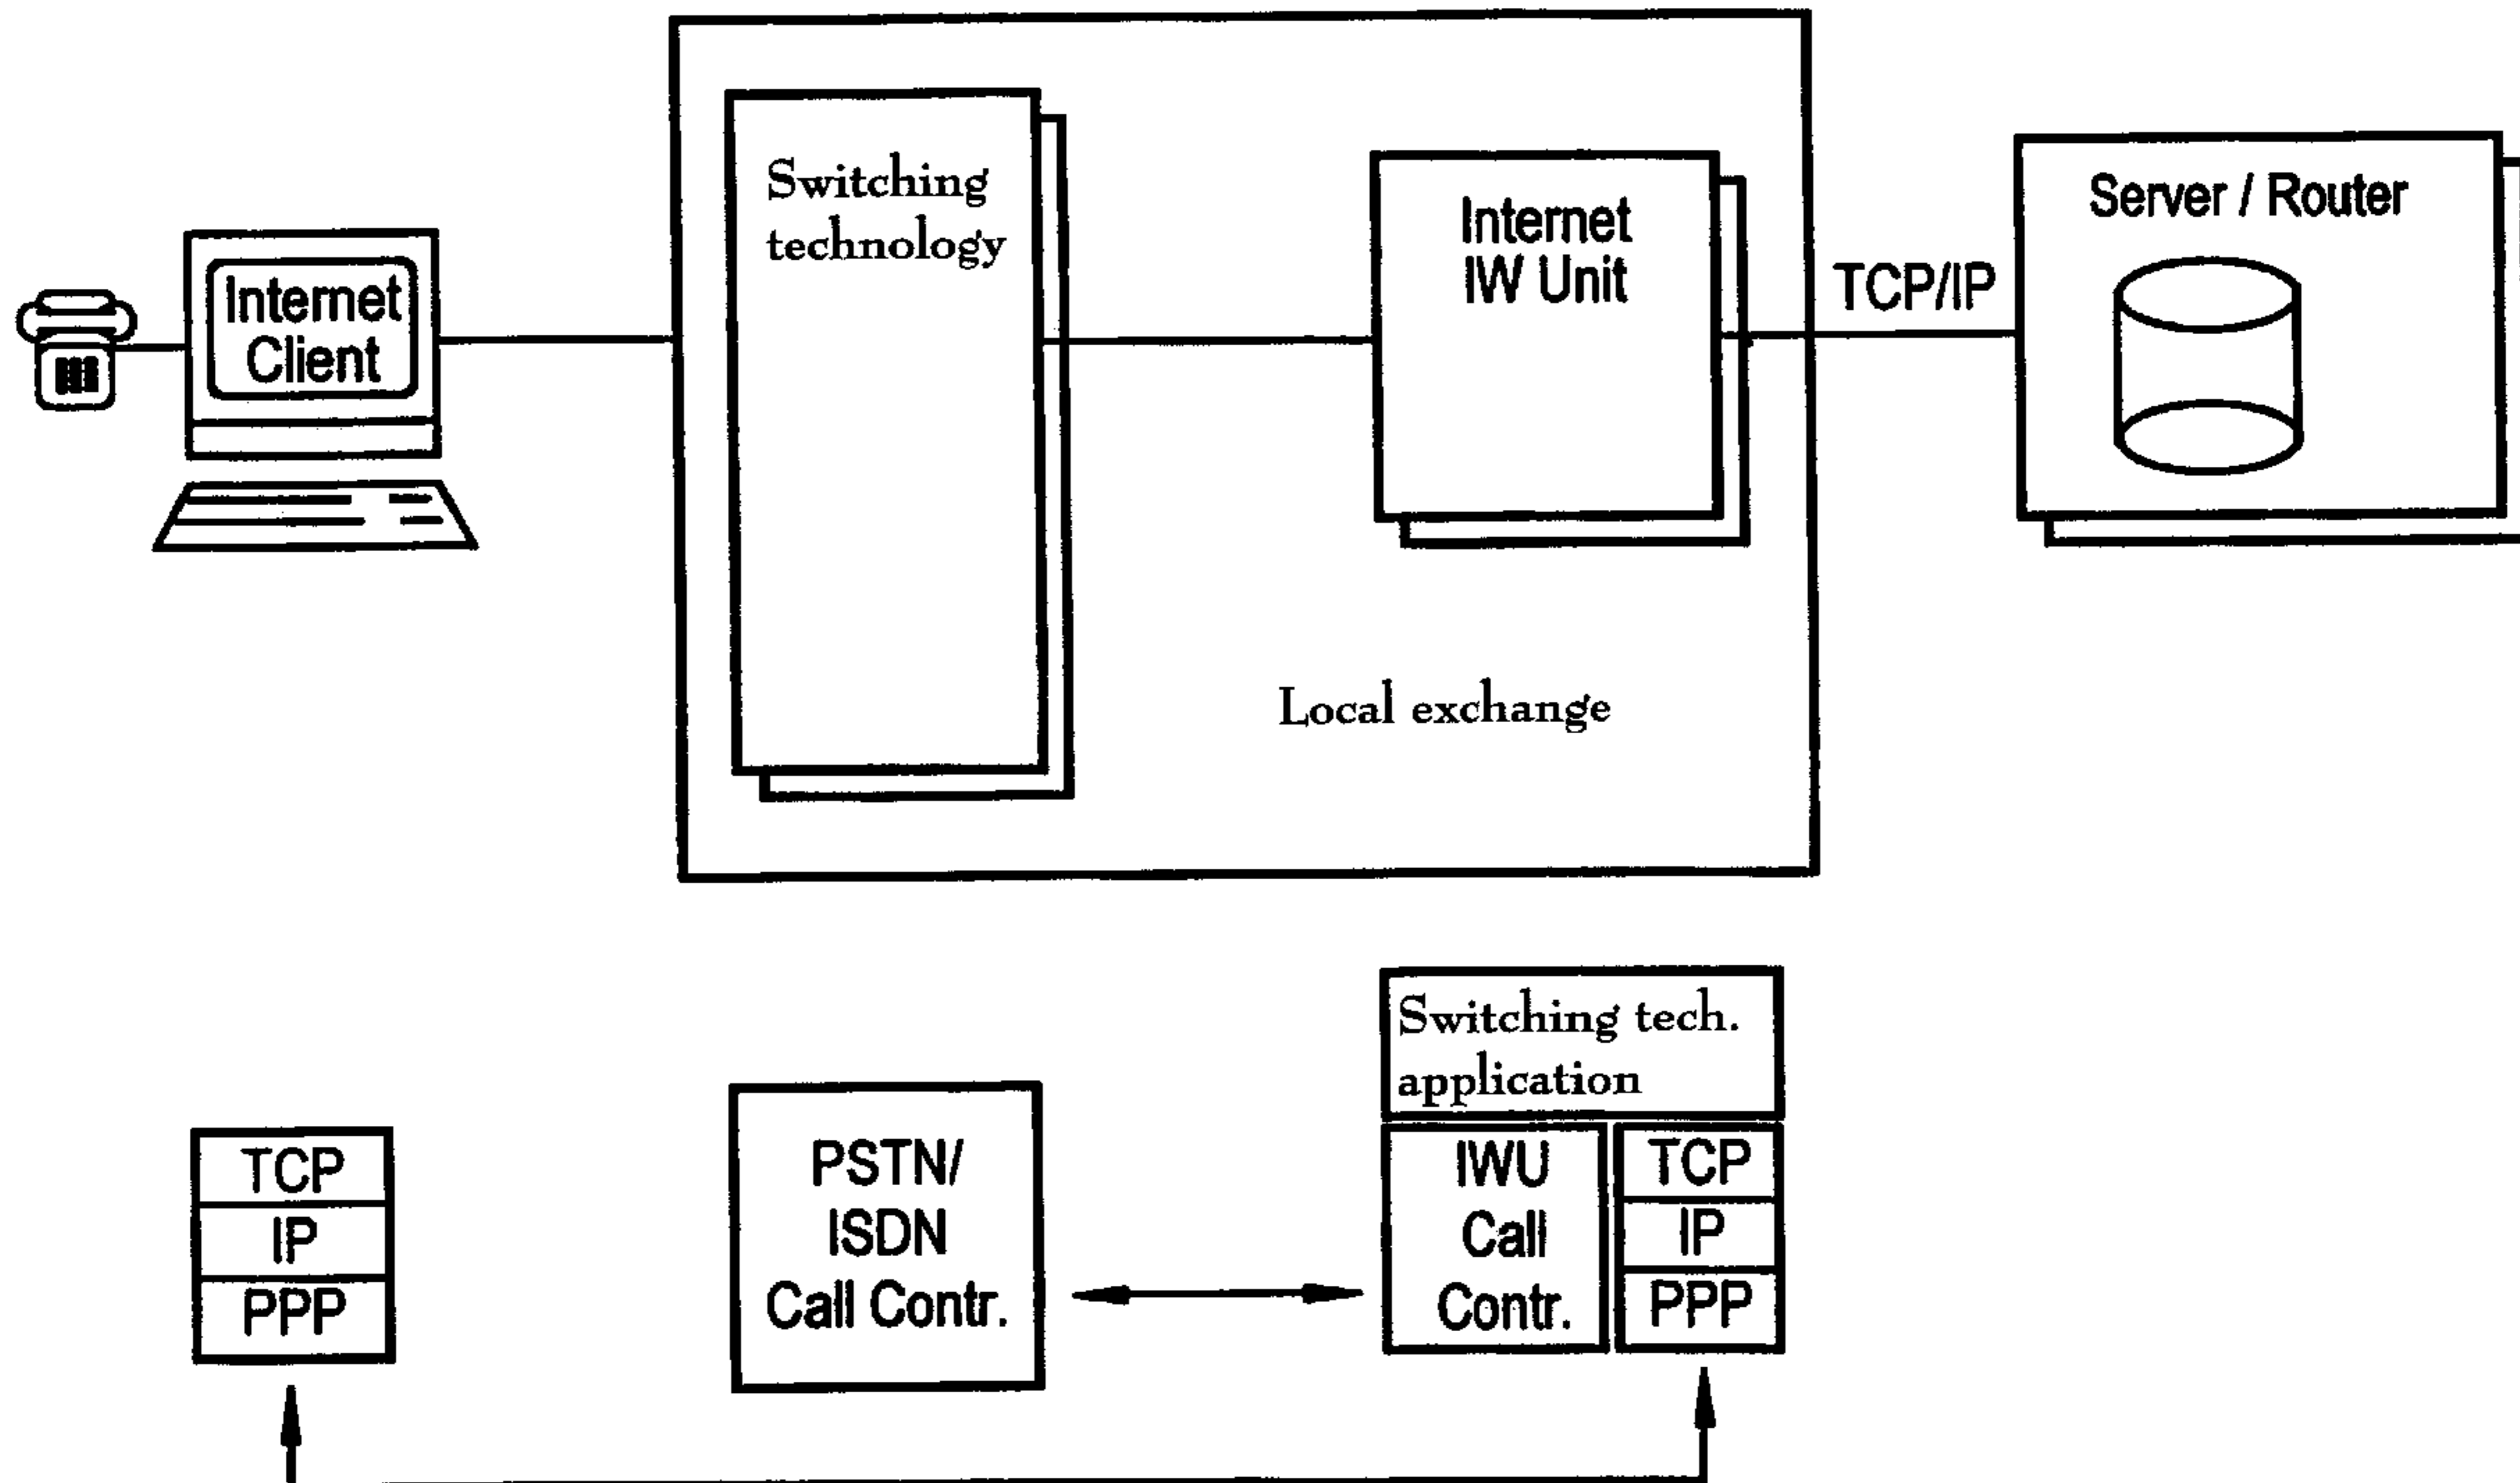 Switching
technology
Internet
Client
Internet
IW Unit
TCP/IP
Server / Router
Local exchange
Switching tech.
application
TCP
IP
PPP
PSTN/
ISDN
Call Contr.
IWU
Call
Contr.
TCP
IP
PPP